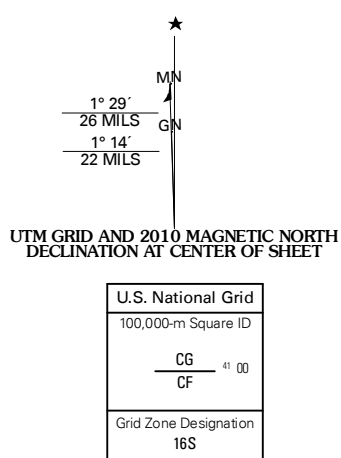 ★
MN
1° 29´
26 MILS
GN
1° 14´
22 MILS
UTM GRID AND 2010 MAGNETIC NORTH
DECLINATION AT CENTER OF SHEET
U.S. National Grid
100,000-m Square ID
CG
41 00
CF
Grid Zone Designation
16S